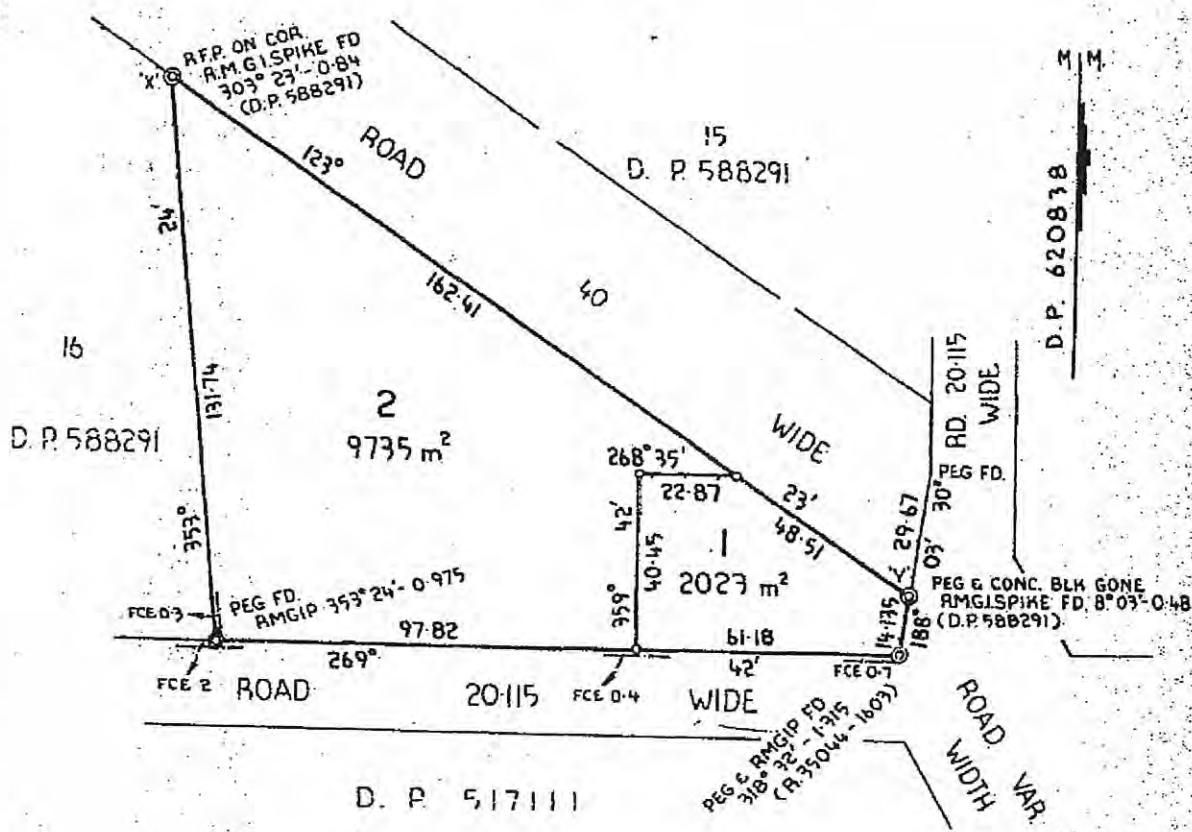 R.F.P. ON COR.
R.M. G.I. SPIKE FD
303° 23' - 0·84
(D.P. 588291)
'X'
ROAD
123°
15
D. P. 588291
M M
D.P. 620838
24'
162·41
40
RD. 20·115
WIDE
16
D. P. 588291
131·74
2
9735 m²
WIDE
268° 35'
22·87
23'
48·51
PEG FD.
30"
29·67
03'
353°
42'
40·45
359°
1
2023 m²
PEG & CONC. BLK GONE
RMGI.SPIKE FD, 8°03'-0·48
(D.P. 588291)
14·135
188°
FCE 0·3
PEG FD.
RMGIP 353° 24' - 0·975
97·82
269°
61·18
42'
FCE 2
ROAD
20·115
FCE 0·4
WIDE
FCE 0·7
PEG & RMGIP FD
318° 32' - 1·315
(R.35044-1603)
ROAD VAR.
WIDTH
D. P. 517111